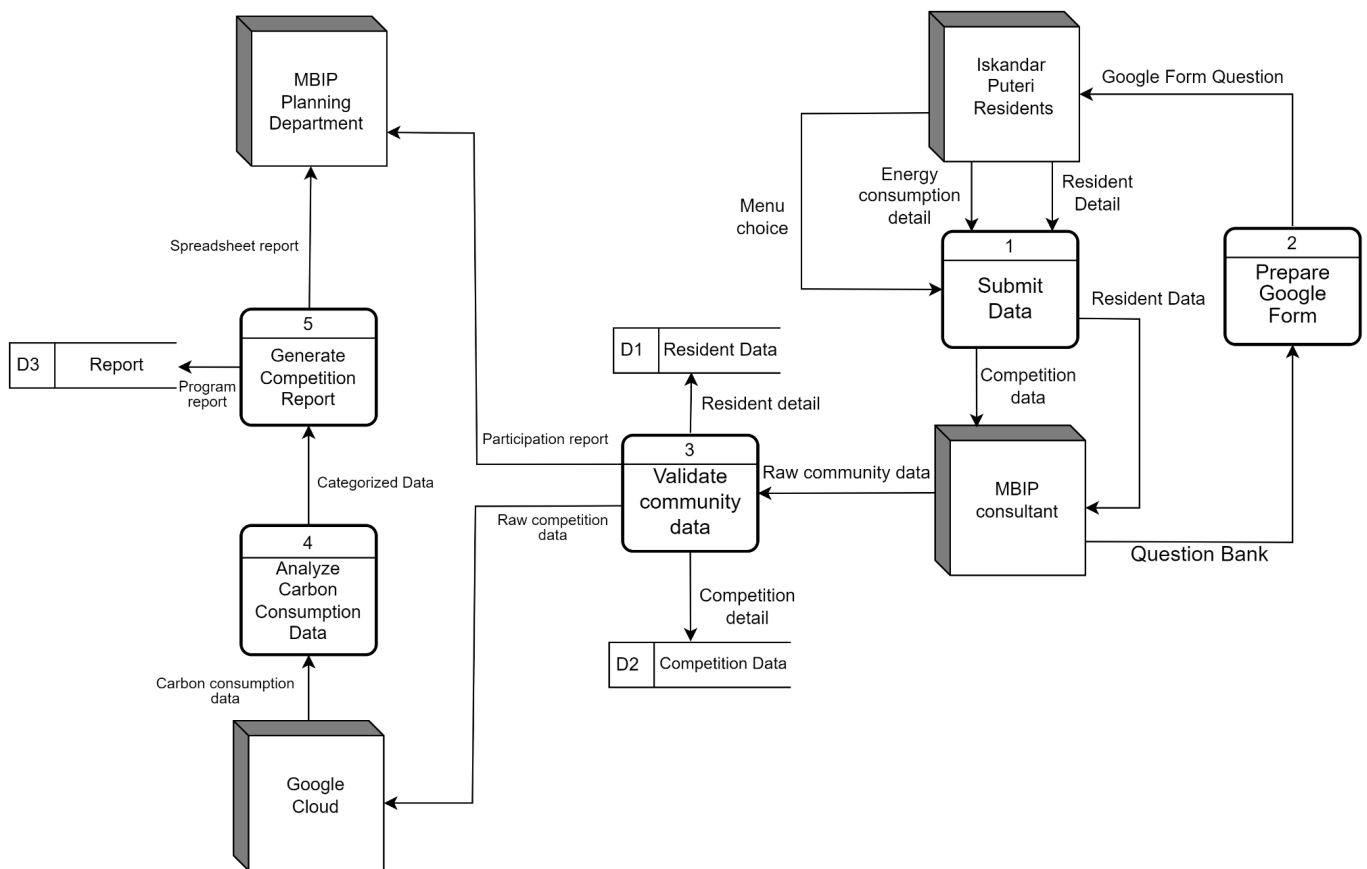 MBIP
Planning
Department
Iskandar
Puteri
Residents
Google Form Question
Energy
consumption
detail
Resident
Detail
Menu
choice
1
Submit
Data
2
Prepare
Google
Form
Spreadsheet report
Resident Data
5
Generate
Competition
Report
D1
Resident Data
D3
Report
Program
report
Competition
data
Resident detail
Participation report
3
Validate
community
data
Raw community data
MBIP
consultant
Categorized Data
Raw competition
data
4
Analyze
Carbon
Consumption
Data
Question Bank
Competition
detail
D2
Competition Data
Carbon consumption
data
Google
Cloud